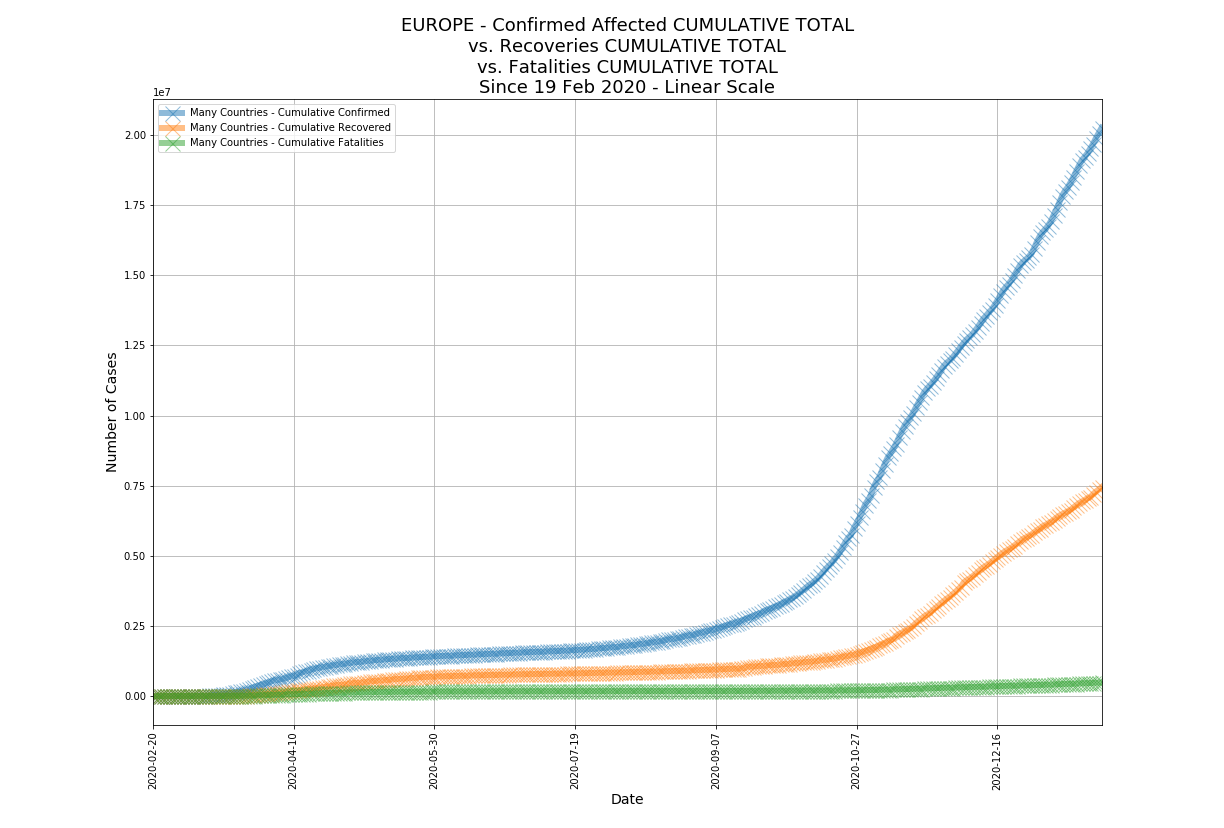 EUROPE - Confirmed Affected CUMULATIVE TOTAL
vs. Recoveries CUMULATIVE TOTAL
vs. Fatalities CUMULATIVE TOTAL
Since 19 Feb 2020 - Linear Scale
1e7
Many Countries - Cumulative Confirmed
Many Countries - Cumulative Recovered
Many Countries - Cumulative Fatalities
2.00
1.75
1.50
1.25
1.00
0.75
0.50
0.25
0.00
Number of Cases
2020-02-20
2020-04-10
2020-05-30
2020-07-19
2020-09-07
2020-10-27
2020-12-16
Date